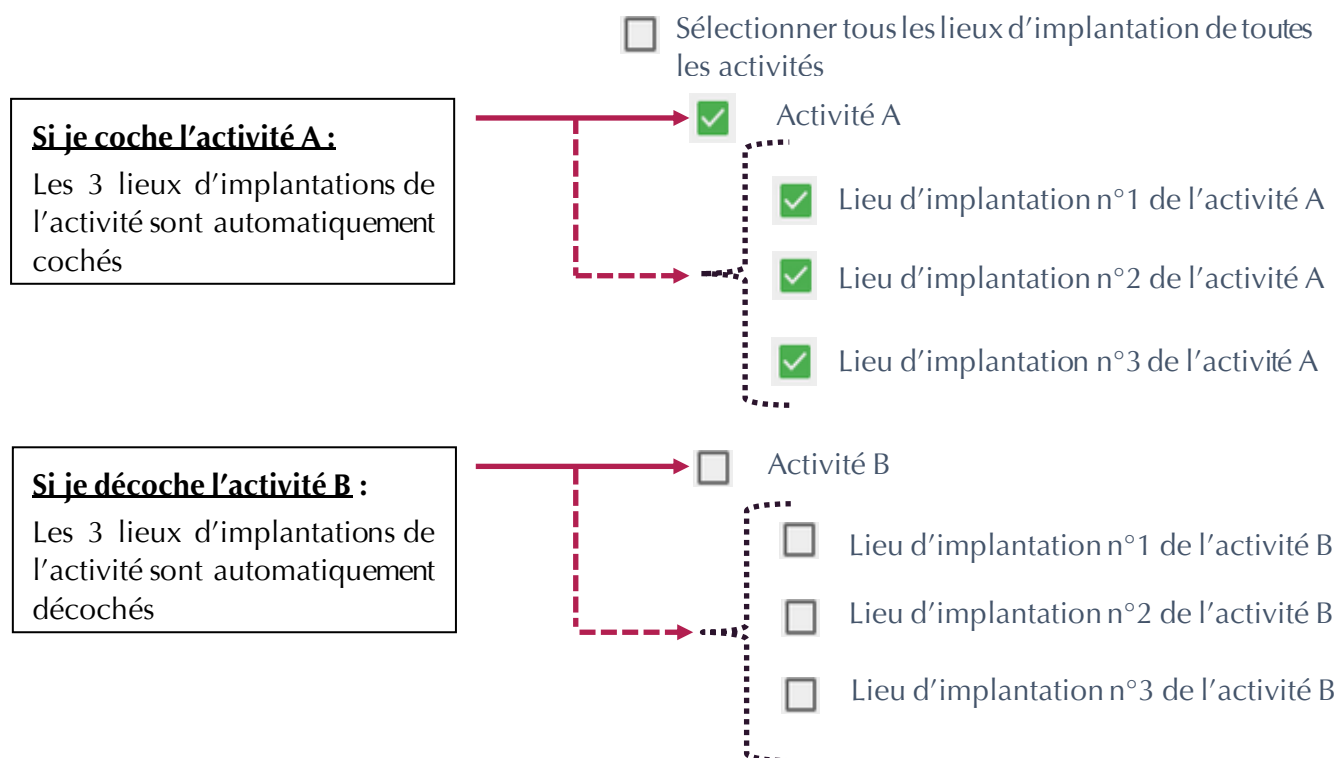 Sélectionner tous les lieux d'implantation de toutes
les activités
Si je coche l'activité A :
Les 3 lieux d'implantations de
l'activité sont automatiquement
cochés
Activité A
Lieu d'implantation n°1 de l'activité A
Lieu d'implantation n°2 de l'activité A
Lieu d'implantation n°3 de l'activité A
Si je décoche l'activité B :
Les 3 lieux d'implantations de
l'activité sont automatiquement
décochés
Activité B
Lieu d'implantation n°1 de l'activité B
Lieu d'implantation n°2 de l'activité B
Lieu d'implantation n°3 de l'activité B